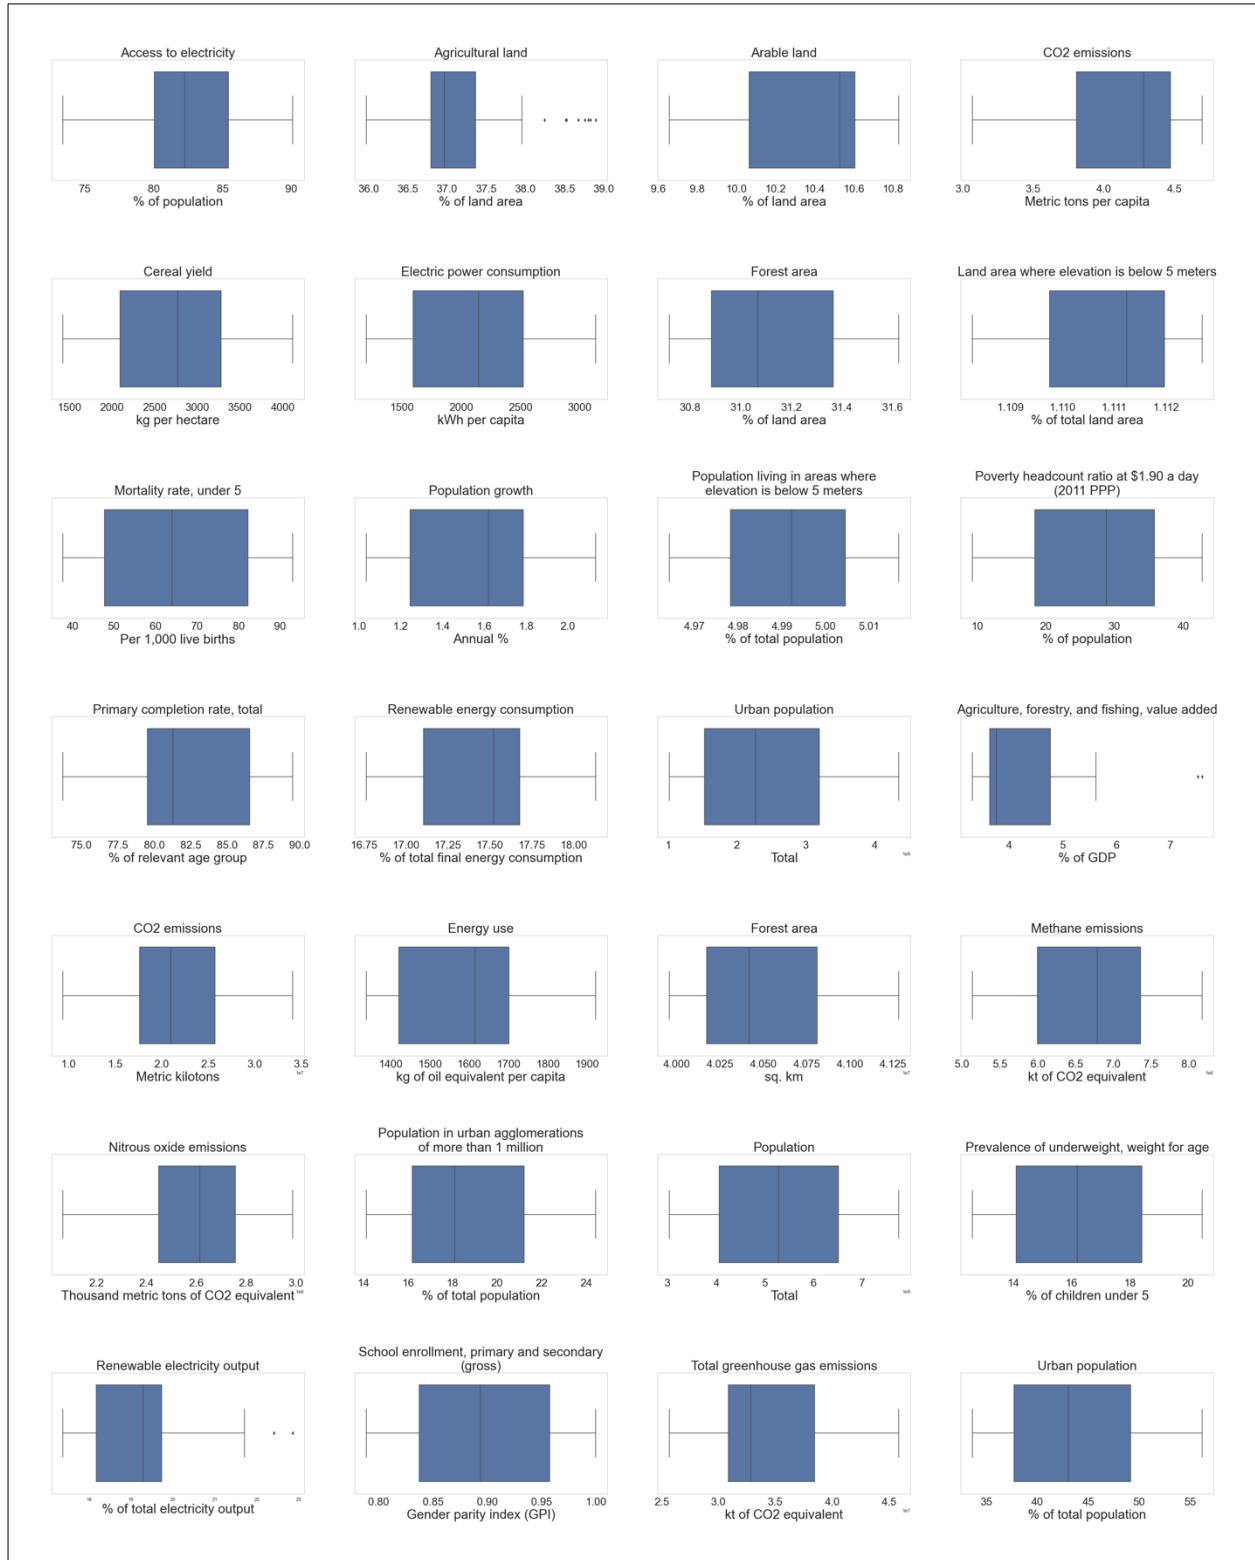 Access to electricity
75 80 85 90
% of population
Agricultural land
36.0 36.5 37.0 37.5 38.0 38.5 39.0
% of land area
Arable land
9.6 9.8 10.0 10.2 10.4 10.6 10.8
% of land area
CO2 emissions
3.0 3.5 4.0 4.5
Metric tons per capita
Cereal yield
1500 2000 2500 3000 3500 4000
kg per hectare
Electric power consumption
1500 2000 2500 3000
kWh per capita
Forest area
30.8 31.0 31.2 31.4 31.6
% of land area
Land area where elevation is below 5 meters
1.109 1.110 1.111 1.112
% of total land area
Mortality rate, under 5
40 50 60 70 80 90
Per 1,000 live births
Population growth
1.0 1.2 1.4 1.6 1.8 2.0
Annual %
Population living in areas where
elevation is below 5 meters
4.97 4.98 4.99 5.00 5.01
% of total population
Poverty headcount ratio at $1.90 a day
(2011 PPP)
10 20 30 40
% of population
Primary completion rate, total
75.0 77.5 80.0 82.5 85.0 87.5 90.0
% of relevant age group
Renewable energy consumption
16.75 17.00 17.25 17.50 17.75 18.00
% of total final energy consumption
Urban population
1 2 3 4
Total
1e9
Agriculture, forestry, and fishing, value added
4 5 6 7
% of GDP
CO2 emissions
1.0 1.5 2.0 2.5 3.0 3.5
Metric kilotons
1e7
Energy use
1400 1500 1600 1700 1800 1900
kg of oil equivalent per capita
Forest area
4.000 4.025 4.050 4.075 4.100 4.125
sq. km
1e7
Methane emissions
5.0 5.5 6.0 6.5 7.0 7.5 8.0
kt of CO2 equivalent
1e6
Nitrous oxide emissions
2.2 2.4 2.6 2.8 3.0
Thousand metric tons of CO2 equivalent
1e6
Population in urban agglomerations
of more than 1 million
14 16 18 20 22 24
% of total population
Population
3 4 5 6 7
Total
1e9
Prevalence of underweight, weight for age
14 16 18 20
% of children under 5
Renewable electricity output
18 19 20 21 22 23
% of total electricity output
School enrollment, primary and secondary
(gross)
0.80 0.85 0.90 0.95 1.00
Gender parity index (GPI)
Total greenhouse gas emissions
2.5 3.0 3.5 4.0 4.5
kt of CO2 equivalent
1e7
Urban population
35 40 45 50 55
% of total population